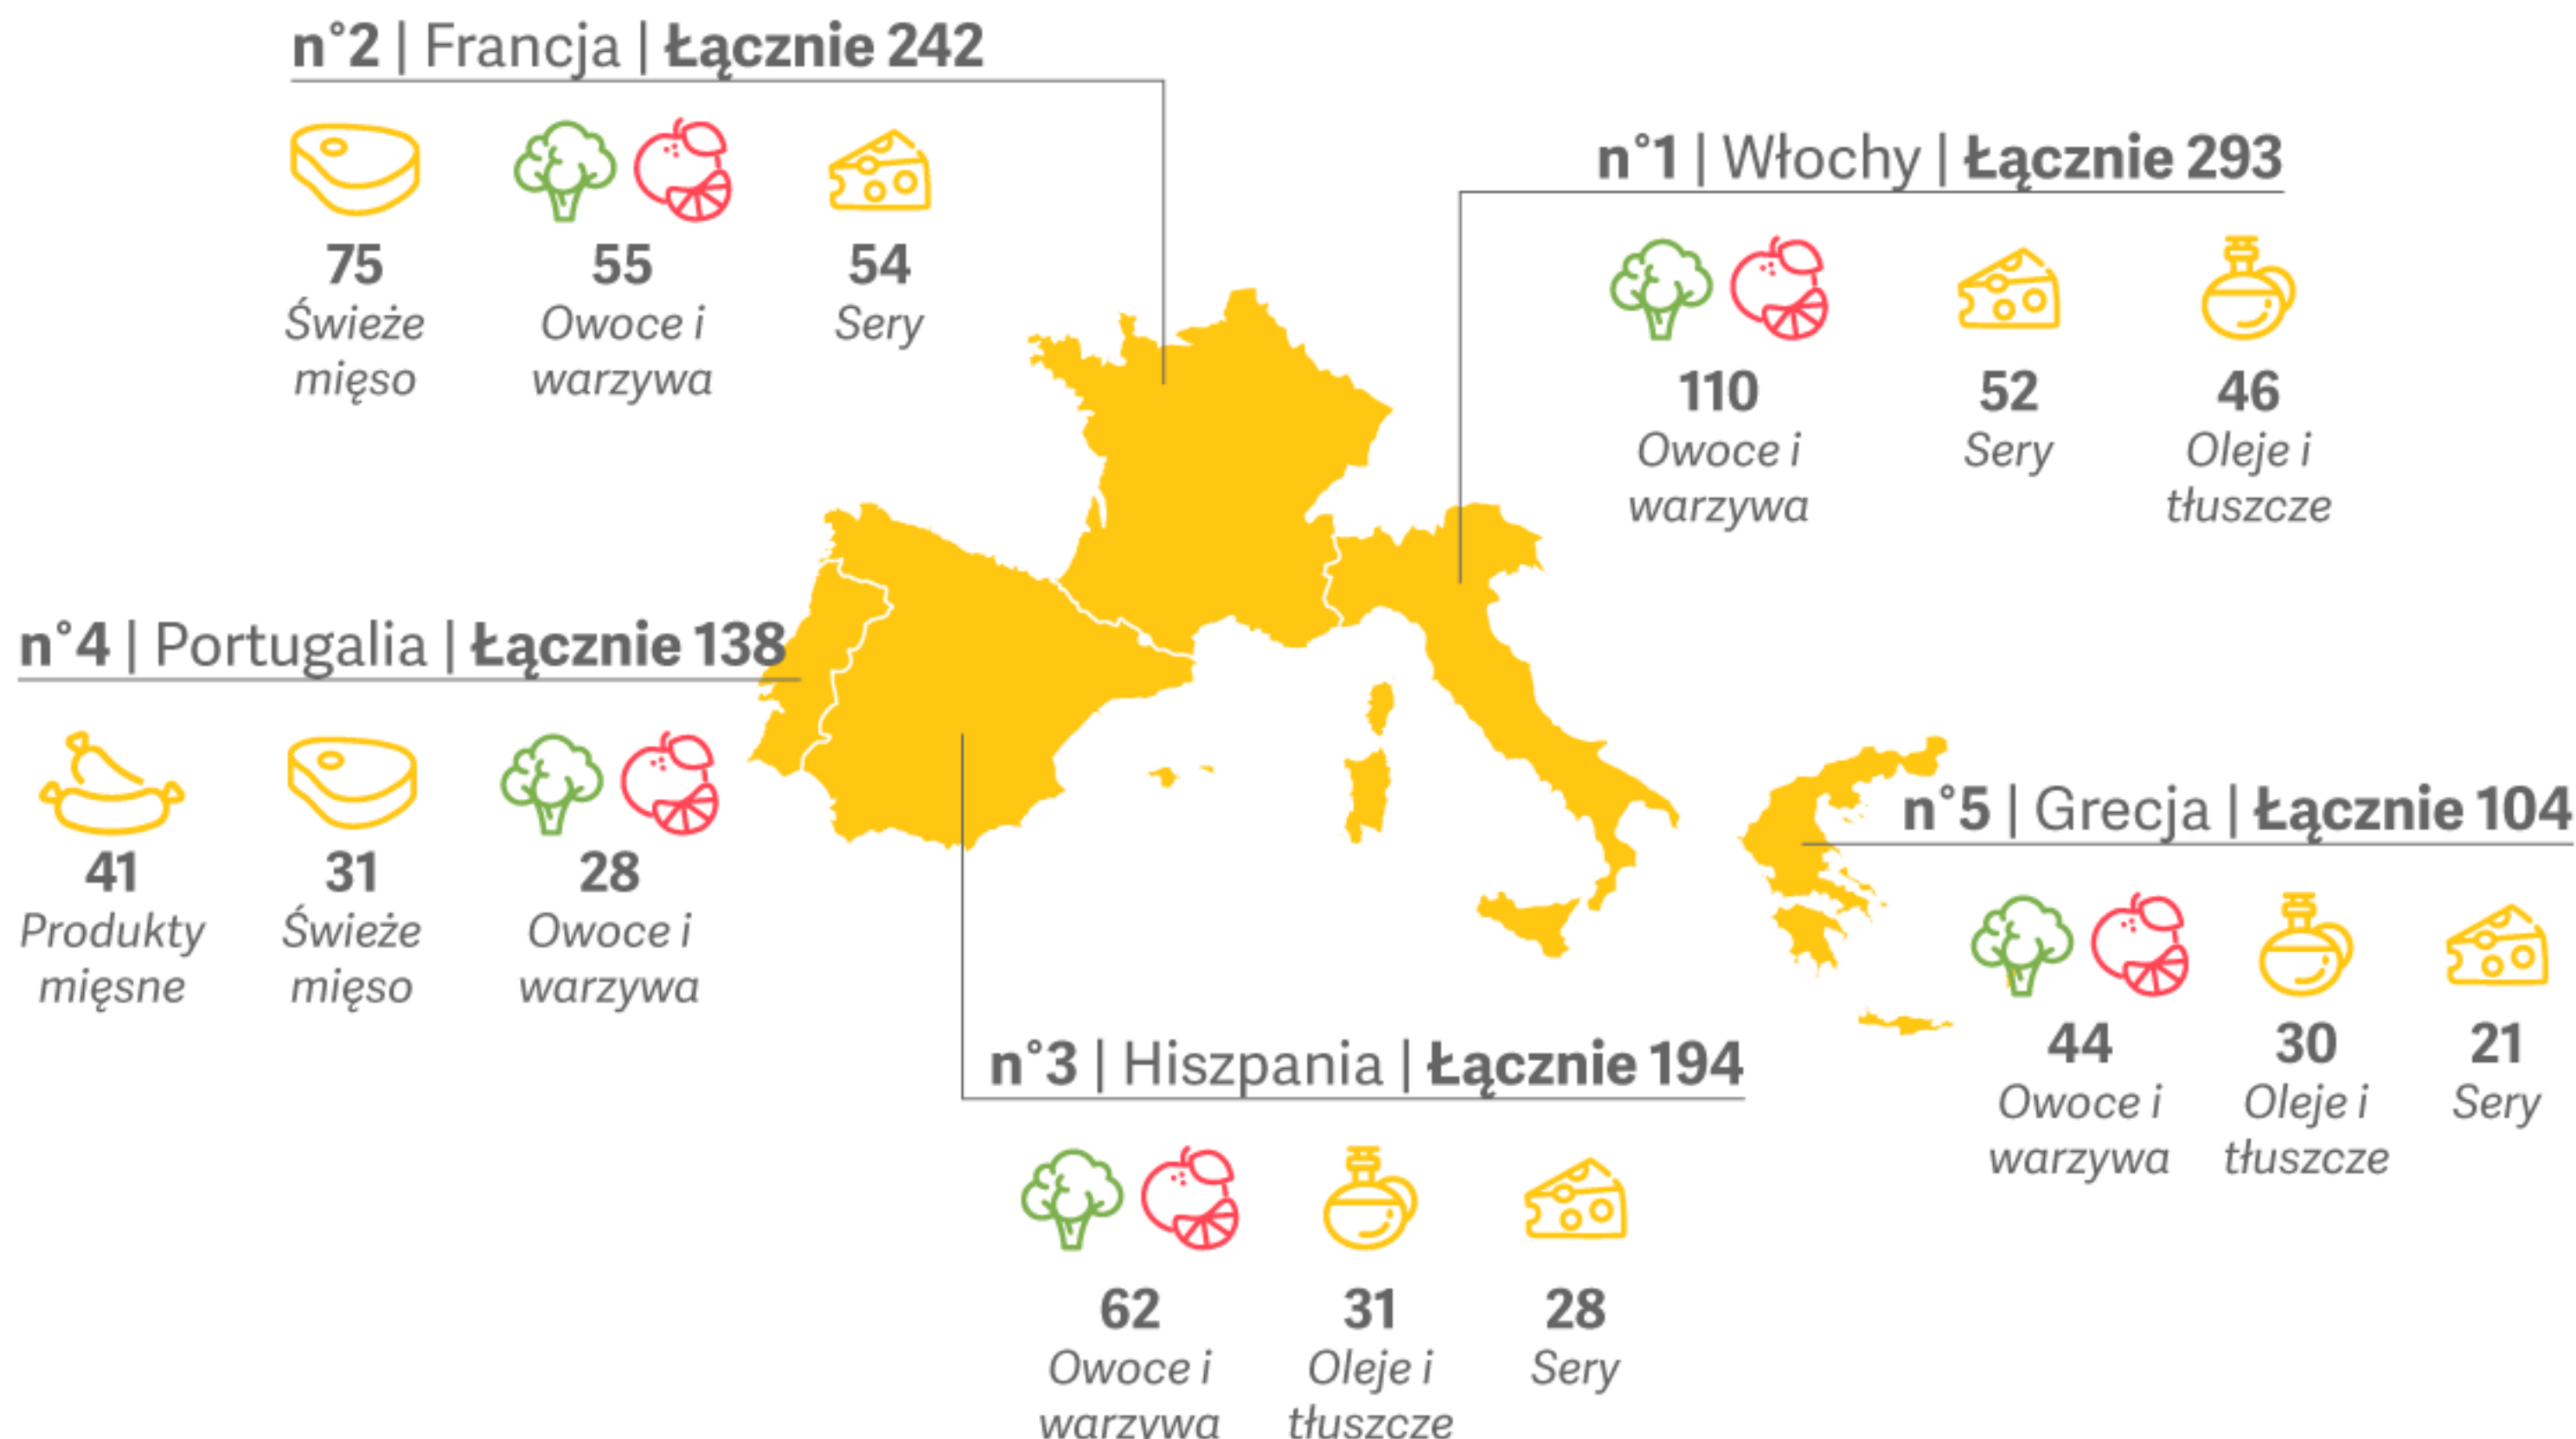 n°2 | Francja | Łącznie 242
75
Świeże
mięso
55
Owoce i
warzywa
54
Sery
n°1 | Włochy | Łącznie 293
110
Owoce i
warzywa
52
Sery
46
Oleje i
tłuszcze
n°4 | Portugalia | Łącznie 138
41
Produkty
mięsne
31
Świeże
mięso
28
Owoce i
warzywa
n°5 | Grecja | Łącznie 104
44
Owoce i
warzywa
30
Oleje i
tłuszcze
21
Sery
n°3 | Hiszpania | Łącznie 194
62
Owoce i
warzywa
31
Oleje i
tłuszcze
28
Sery